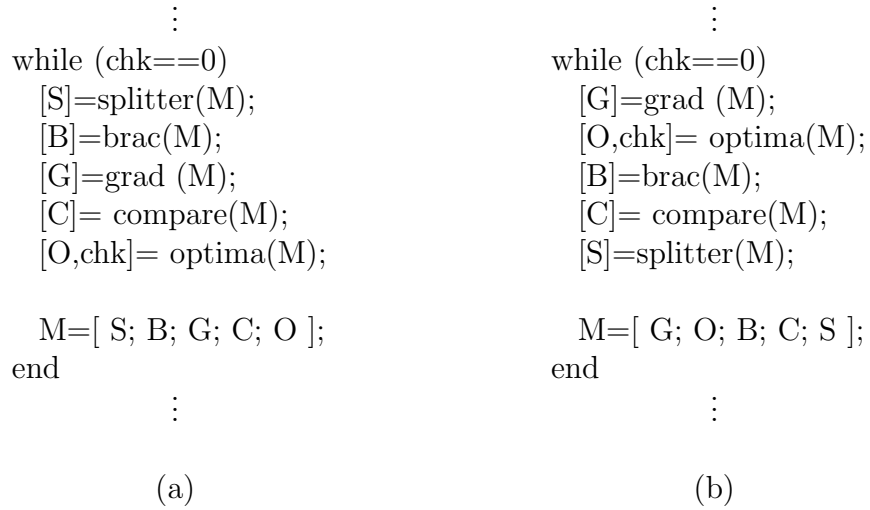 ⋮
while (chk==0)
[S]=splitter(M);
[B]=brac(M);
[G]=grad (M);
[C]= compare(M);
[O,chk]= optima(M);
M=[ S; B; G; C; O ];
end
⋮
(a)
⋮
while (chk==0)
[G]=grad (M);
[O,chk]= optima(M);
[B]=brac(M);
[C]= compare(M);
[S]=splitter(M);
M=[ G; O; B; C; S ];
end
⋮
(b)